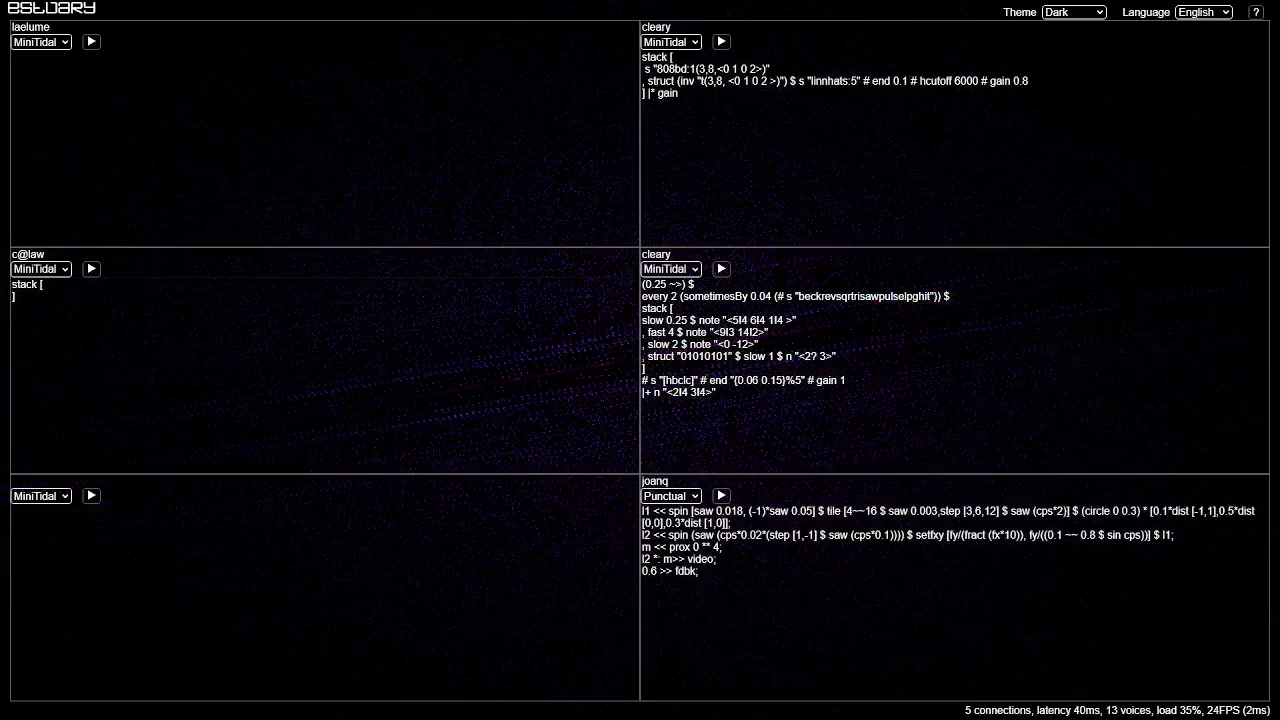 estuary
Theme Dark Language English ?
laelume
MiniTidal
cleary
MiniTidal
stack [
s "808bd:1(3,8,<0 1 0 2>)"
, struct (inv "t(3,8, <0 1 0 2 >)") $ s "linnhats:5" # end 0.1 # hcutoff 6000 # gain 0.8
] |* gain
c@law
MiniTidal
stack [
]
cleary
MiniTidal
(0.25 ~>) $
every 2 (sometimesBy 0.04 (# s "beckrevsqrtrisawpulselpghit")) $
stack [
slow 0.25 $ note "<5!4 6!4 1!4 >"
, fast 4 $ note "<9!3 14!2>"
, slow 2 $ note "<0 -12>"
, struct "01010101" $ slow 1 $ n "<2? 3>"
]
# s "[hbclc]" # end "(0.06 0.15)%5" # gain 1
|+ n "<2!4 3!4>"
MiniTidal
joanq
Punctual
l1 << spin [saw 0.018, (-1)*saw 0.05] $ tile [4~~16 $ saw 0.003,step [3,6,12] $ saw (cps*2)] $ (circle 0 0.3) * [0.1*dist [-1,1],0.5*dist
[0,0],0.3*dist [1,0]];
l2 << spin (saw (cps*0.02*(step [1,-1] $ saw (cps*0.1)))) $ setfxy [fy/(fract (fx*10)), fy/((0.1 ~~ 0.8 $ sin cps))] $ l1;
m << prox 0 ** 4;
l2 *: m>> video;
0.6 >> fdbk;
5 connections, latency 40ms, 13 voices, load 35%, 24FPS (2ms)